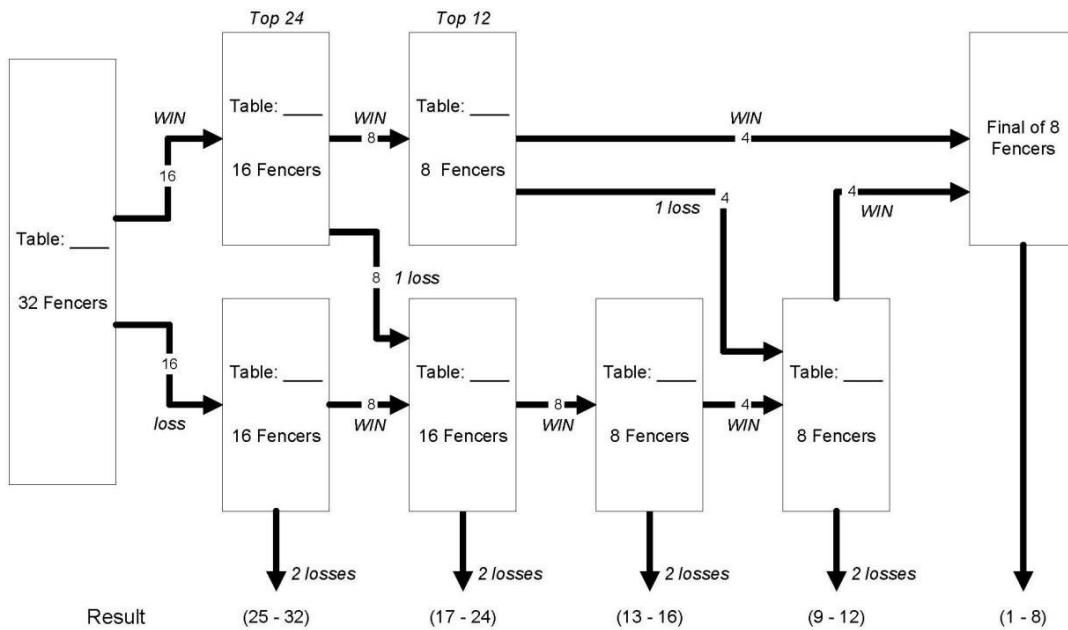 Top 24
Top 12
Table: ____
32 Fencers
WIN
16
16
loss
Table: ____
16 Fencers
WIN
8
8
1 loss
Table: ____
8 Fencers
WIN
4
1 loss
4
4
WIN
Final of 8
Fencers
Table: ____
16 Fencers
8
WIN
Table: ____
16 Fencers
8
WIN
Table: ____
8 Fencers
4
WIN
Table: ____
8 Fencers
2 losses
2 losses
2 losses
2 losses
Result
(25 - 32)
(17 - 24)
(13 - 16)
(9 - 12)
(1 - 8)